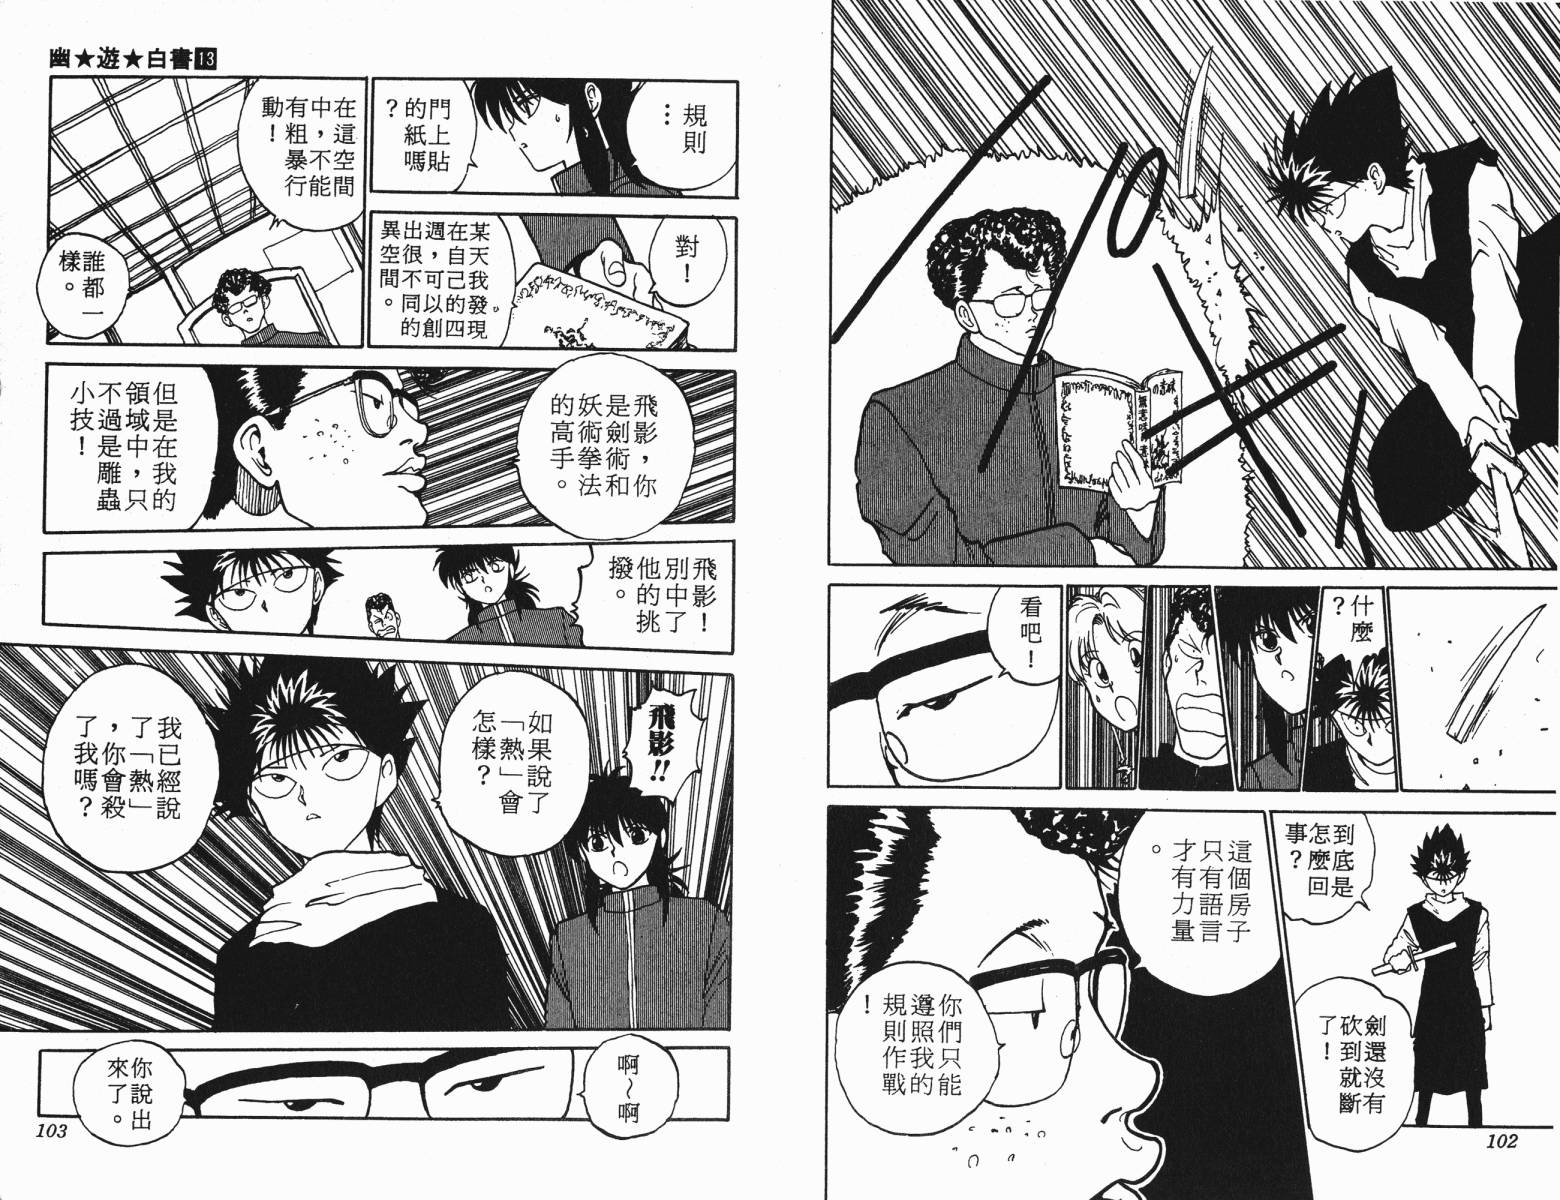 什麼
？
看吧！
到底是
怎麼回
事？
劍還沒有
砍到就斷
了！
這個房子
只有語言
才有力量
。
你們只能
遵照我的
規則作戰
！
102
幽★遊★白書13
規則
…
門上貼
的紙嗎
？
對！
某天我發現
在自己的四
週，可以創
出很不同的
異空間。
在這空間
中，不能
有粗暴行
動！
誰都一
樣。
飛影，你
是劍術和
妖術拳法
的高手。
但是在我的
領域中，只
不過是雕蟲
小技！
飛影！
別中了
他的挑
撥。
飛影!!
如果說了
「熱」會
怎樣？
我已經說
了「熱」
，你會殺
了我嗎？
啊～啊
你說出
來了。
103